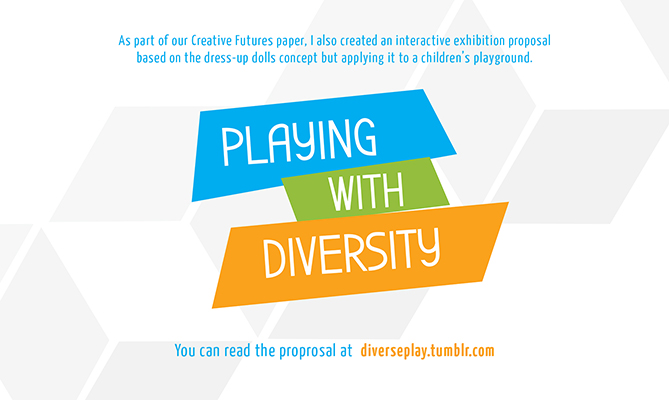 As part of our Creative Futures paper, I also created an interactive exhibition proposal
based on the dress-up dolls concept but applying it to a children's playground.
PLAYING
WITH
DIVERSITY
You can read the proprosal at diverseplay.tumblr.com